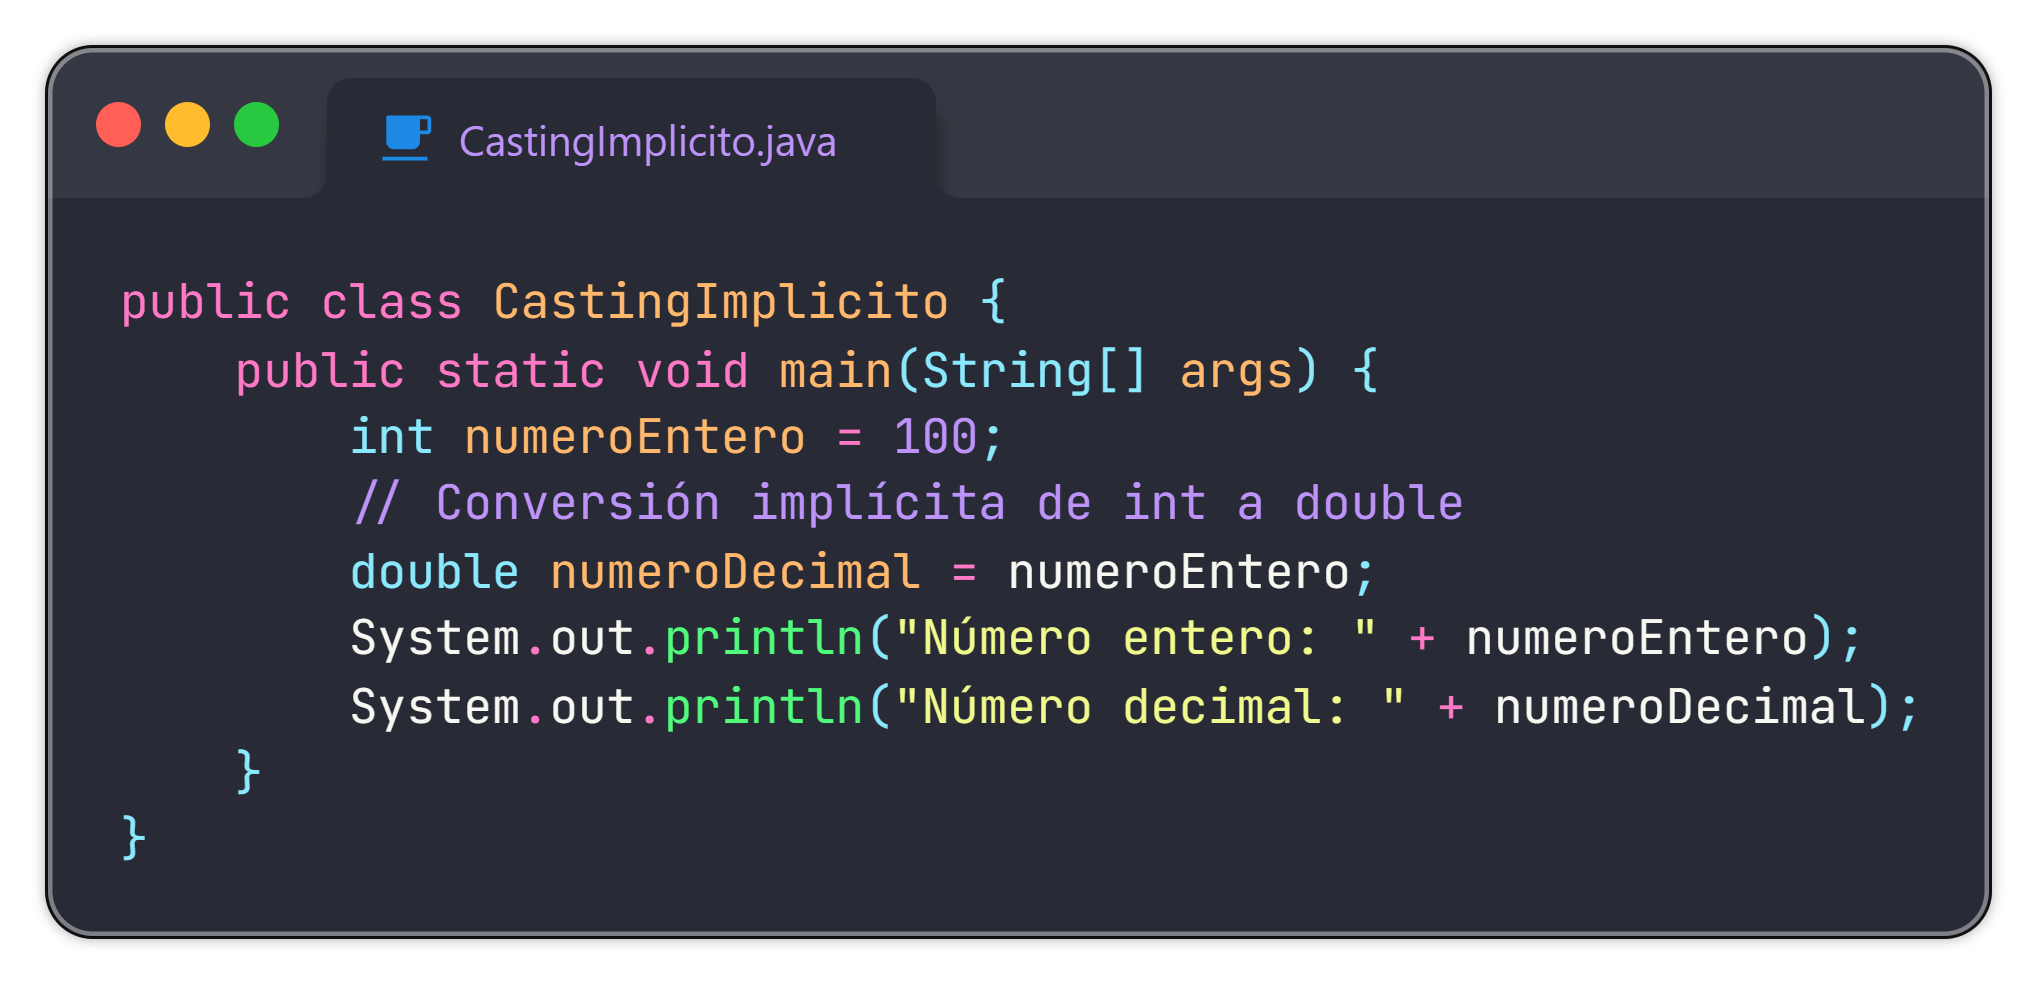 CastingImplicito.java
public class CastingImplicito {
    public static void main(String[] args) {
        int numeroEntero = 100;
        // Conversión implícita de int a double
        double numeroDecimal = numeroEntero;
        System.out.println("Número entero: " + numeroEntero);
        System.out.println("Número decimal: " + numeroDecimal);
    }
}